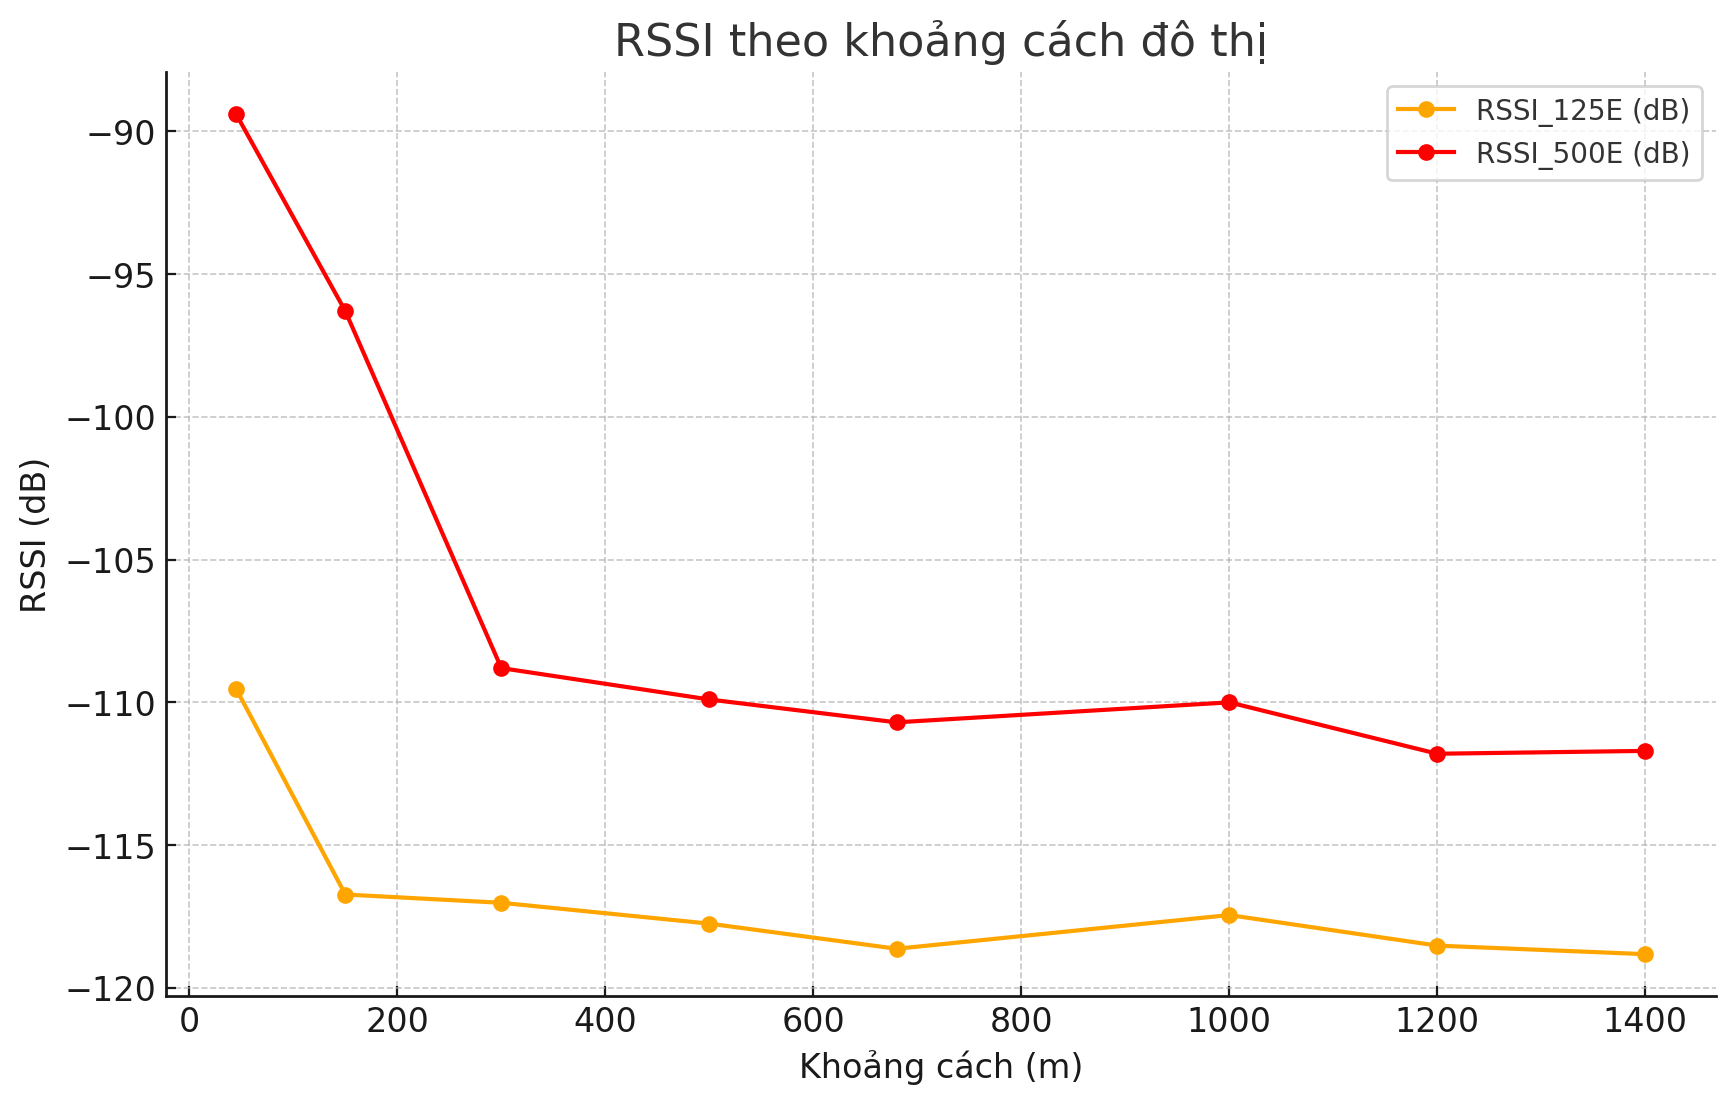 RSSI theo khoảng cách đô thị
RSSI_125E (dB)
RSSI_500E (dB)
RSSI (dB)
−90
−95
−100
−105
−110
−115
−120
0 200 400 600 800 1000 1200 1400
Khoảng cách (m)